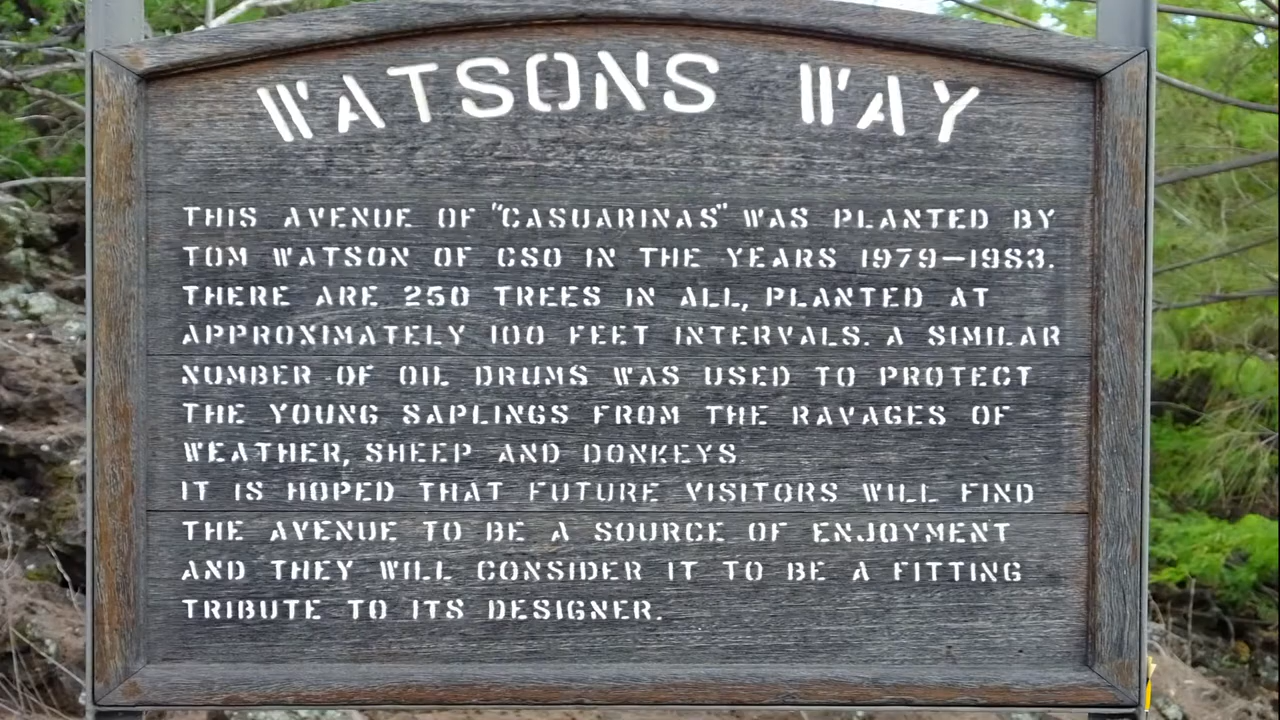 WATSONS WAY
THIS AVENUE OF "CASUARINAS" WAS PLANTED BY
TOM WATSON OF CSO IN THE YEARS 1979-1983.
THERE ARE 250 TREES IN ALL, PLANTED AT
APPROXIMATELY 100 FEET INTERVALS. A SIMILAR
NUMBER OF OIL DRUMS WAS USED TO PROTECT
THE YOUNG SAPLINGS FROM THE RAVAGES OF
WEATHER, SHEEP AND DONKEYS.
IT IS HOPED THAT FUTURE VISITORS WILL FIND
THE AVENUE TO BE A SOURCE OF ENJOYMENT
AND THEY WILL CONSIDER IT TO BE A FITTING
TRIBUTE TO ITS DESIGNER.